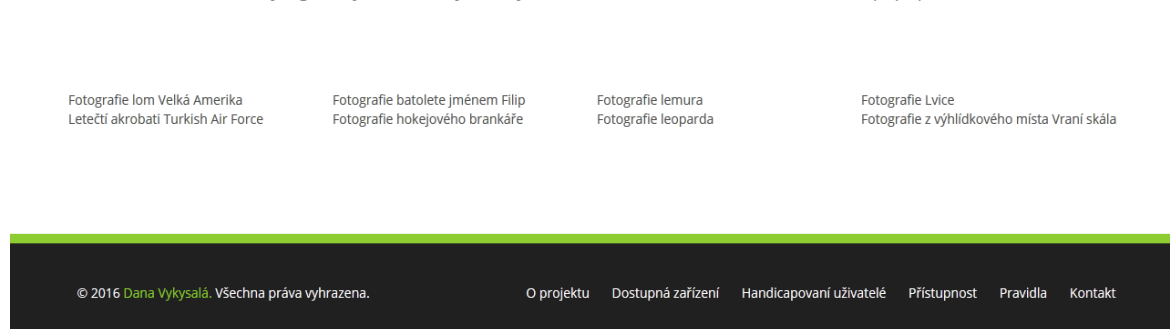 Fotografie lom Velká Amerika
Letečtí akrobati Turkish Air Force
Fotografie batolete jménem Filip
Fotografie hokejového brankáře
Fotografie lemura
Fotografie leoparda
Fotografie Lvice
Fotografie z výhlídkového místa Vraní skála
© 2016 Dana Vykysalá. Všechna práva vyhrazena.
O projektu Dostupná zařízení Handicapovaní uživatelé Přístupnost Pravidla Kontakt